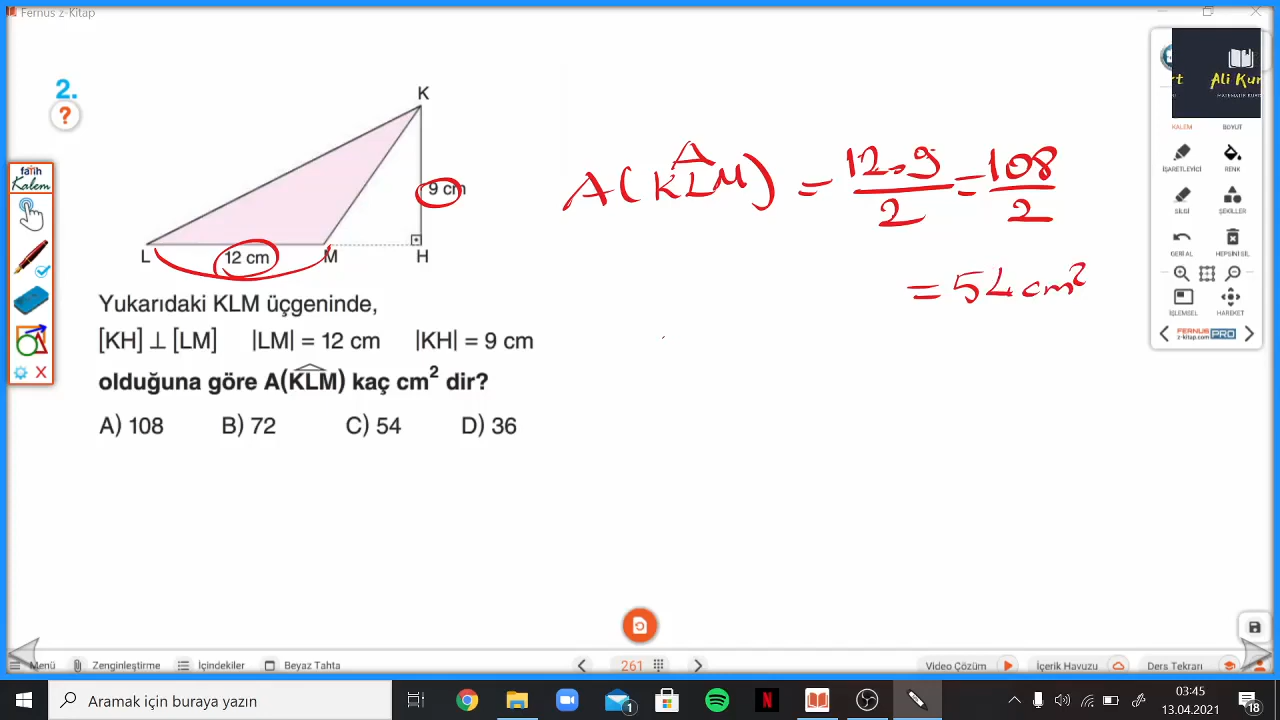 Fernus z-Kitap
2.
?
K
9 cm
L
12 cm
M
H
A(KLM) = 12.9/2 = 108/2
= 54 cm²
Yukarıdaki KLM üçgeninde,
[KH] ⊥ [LM] |LM| = 12 cm |KH| = 9 cm
olduğuna göre A(KLM) kaç cm² dir?
A) 108 B) 72 C) 54 D) 36
fatih
Kalem
Ali Kur
KALEM BOYUT
İŞARETLEYİCİ RENK
SİLGİ ŞEKİLLER
GERİ AL HEPSİNİ SİL
İŞLEMSEL HAREKET
FERNUS PRO
z-kitap.com
Menü Zenginleştirme İçindekiler Beyaz Tahta 261 Video Çözüm İçerik Havuzu Ders Tekrarı
Aramak için buraya yazın
1
N
03:45
13.04.2021
18